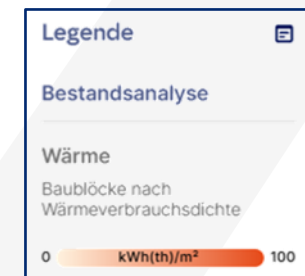 Legende
Bestandsanalyse
Wärme
Baublöcke nach
Wärmeverbrauchsdichte
0 kWh(th)/m² 100